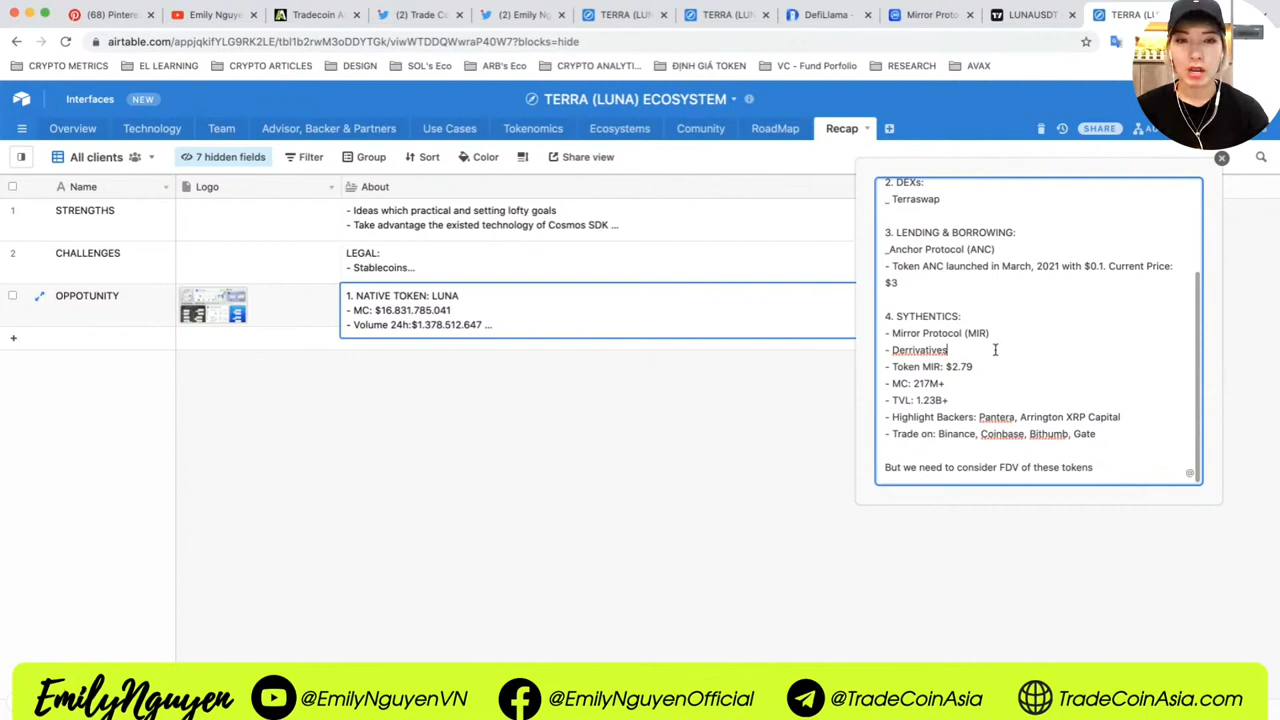 (68) Pinteres
Emily Nguye
Tradecoin A
(2) Trade Co
(2) Emily Ng
TERRA (LUN
TERRA (LUN
DefiLlama -
Mirror Proto
LUNAUSDT
TERRA (LU
airtable.com/appjqkifYLG9RK2LE/tbl1b2rwM3oDDYTGk/viwWTDDQWwraP40W7?blocks=hide
CRYPTO METRICS
EL LEARNING
CRYPTO ARTICLES
DESIGN
SOL's Eco
ARB's Eco
CRYPTO ANALYTI...
ĐỊNH GIÁ TOKEN
VC - Fund Porfolio
RESEARCH
AVAX
Interfaces NEW
TERRA (LUNA) ECOSYSTEM
Overview
Technology
Team
Advisor, Backer & Partners
Use Cases
Tokenomics
Ecosystems
Comunity
RoadMap
Recap
SHARE
AU
All clients
7 hidden fields
Filter
Group
Sort
Color
Share view
Name
Logo
About
1 STRENGTHS
- Ideas which practical and setting lofty goals
- Take advantage the existed technology of Cosmos SDK ...
2 CHALLENGES
LEGAL:
- Stablecoins...
OPPOTUNITY
1. NATIVE TOKEN: LUNA
- MC: $16.831.785.041
- Volume 24h:$1.378.512.647 ...
2. DEXs:
_ Terraswap
3. LENDING & BORROWING:
_Anchor Protocol (ANC)
- Token ANC launched in March, 2021 with $0.1. Current Price:
$3
4. SYTHENTICS:
- Mirror Protocol (MIR)
- Derrivatives
- Token MIR: $2.79
- MC: 217M+
- TVL: 1.23B+
- Highlight Backers: Pantera, Arrington XRP Capital
- Trade on: Binance, Coinbase, Bithumb, Gate
But we need to consider FDV of these tokens
@
EmilyNguyen
@EmilyNguyenVN
@EmilyNguyenOfficial
@TradeCoinAsia
TradeCoinAsia.com